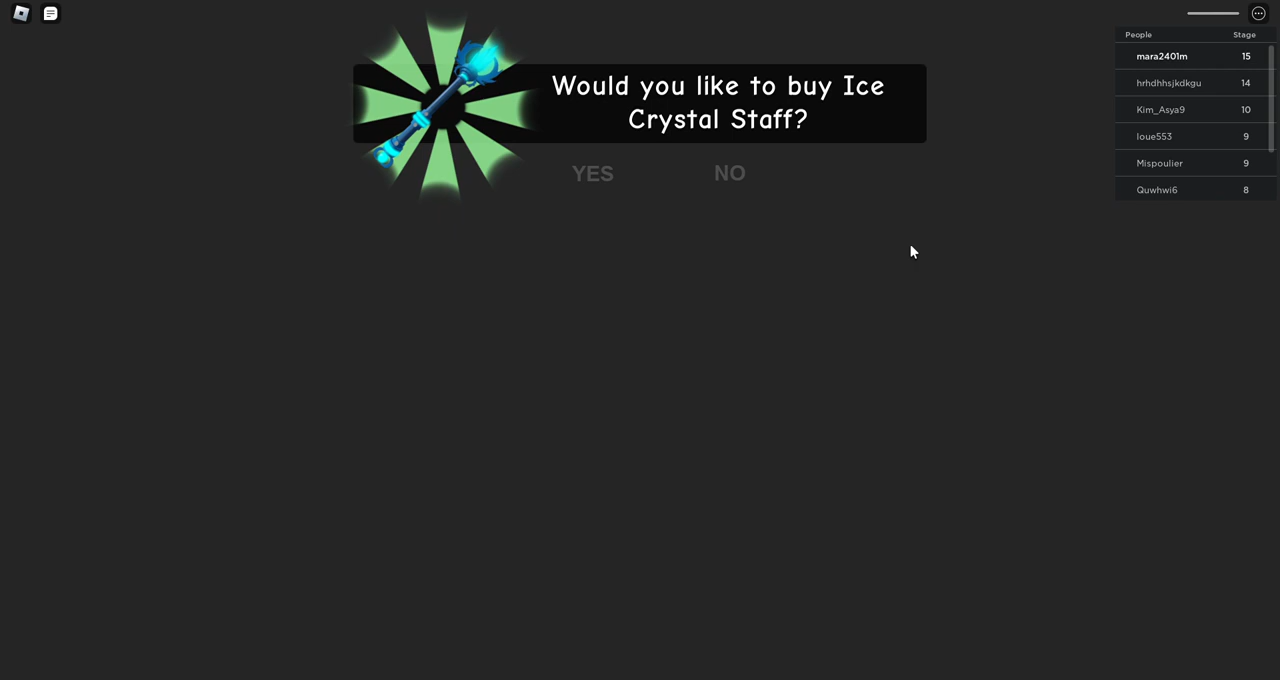 People Stage
mara2401m 15
hrhdhhsjkdkgu 14
Kim_Asya9 10
loue553 9
Mispoulier 9
Quwhwi6 8
Would you like to buy Ice
Crystal Staff?
YES NO